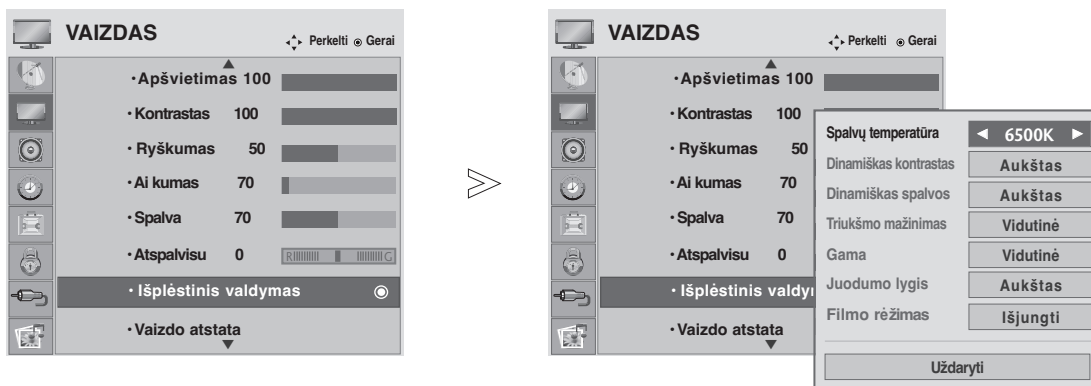 VAIZDAS
Perkelti Gerai
• Apšvietimas 100
• Kontrastas 100
• Ryškumas 50
• Ai kumas 70
• Spalva 70
• Atspalvisu 0 R G
• Išplėstinis valdymas
• Vaizdo atstata
>
VAIZDAS
Perkelti Gerai
• Apšvietimas 100
• Kontrastas 100
• Ryškumas 50
• Ai kumas 70
• Spalva 70
• Atspalvisu 0
• Išplėstinis valdy
• Vaizdo atstata
Spalvų temperatūra ◄ 6500K ►
Dinamiškas kontrastas Aukštas
Dinamiškas spalvos Aukštas
Triukšmo mažinimas Vidutinė
Gama Vidutinė
Juodumo lygis Aukštas
Filmo rėžimas Išjungti
Uždaryti